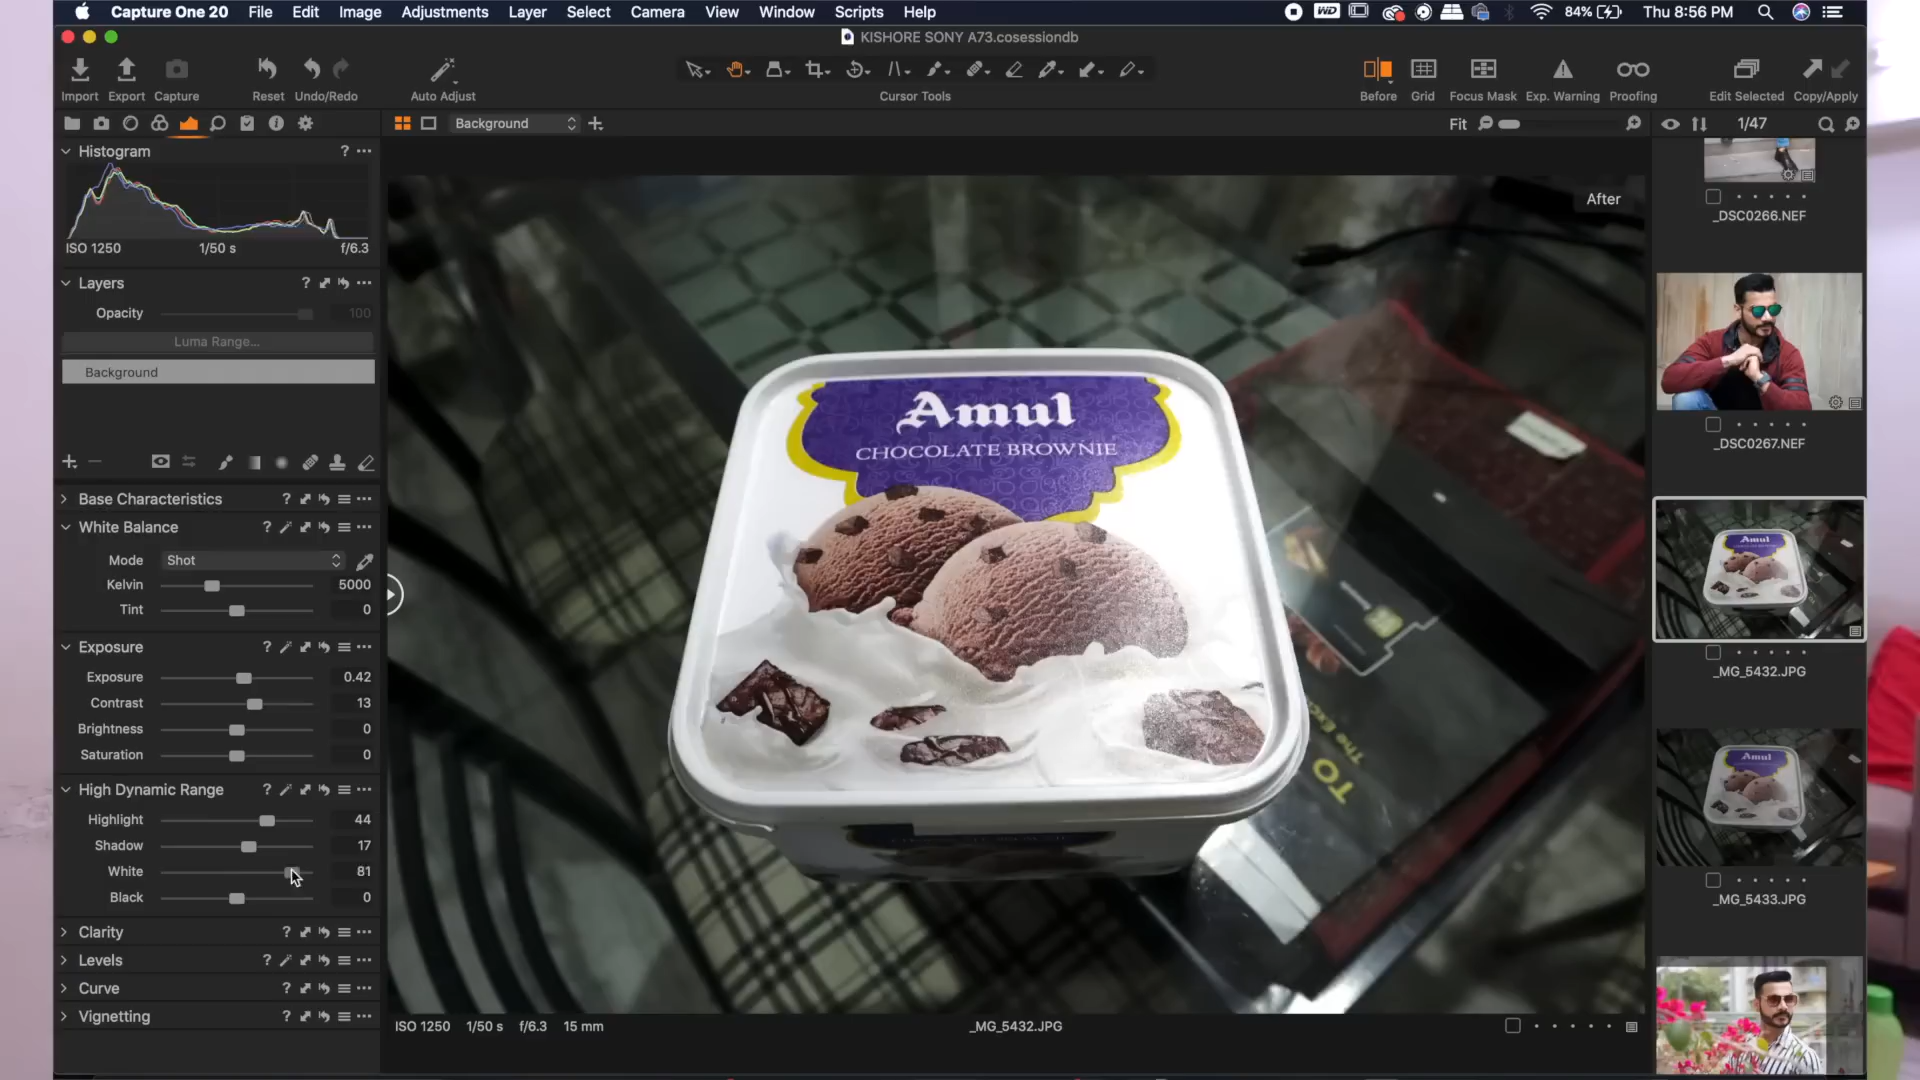 Capture One 20 File Edit Image Adjustments Layer Select Camera View Window Scripts Help WD 84% Thu 8:56 PM
KISHORE SONY A73.cosessiondb
Import Export Capture Reset Undo/Redo Auto Adjust Cursor Tools Before Grid Focus Mask Exp. Warning Proofing Edit Selected Copy/Apply
Background Fit 1/47
Histogram ? ...
ISO 1250 1/50 s f/6.3
Layers ? ...
Opacity 100
Luma Range...
Background
Base Characteristics ? ...
White Balance ? ...
Mode Shot
Kelvin 5000
Tint 0
Exposure ? ...
Exposure 0.42
Contrast 13
Brightness 0
Saturation 0
High Dynamic Range ? ...
Highlight 44
Shadow 17
White 81
Black 0
Clarity ? ...
Levels ? ...
Curve ? ...
Vignetting ? ...
After
Amul
CHOCOLATE BROWNIE
CHOCOLATE BROWNIE
TO
ISO 1250 1/50 s f/6.3 15 mm _MG_5432.JPG
_DSC0266.NEF
_DSC0267.NEF
Amul
_MG_5432.JPG
Amul
_MG_5433.JPG